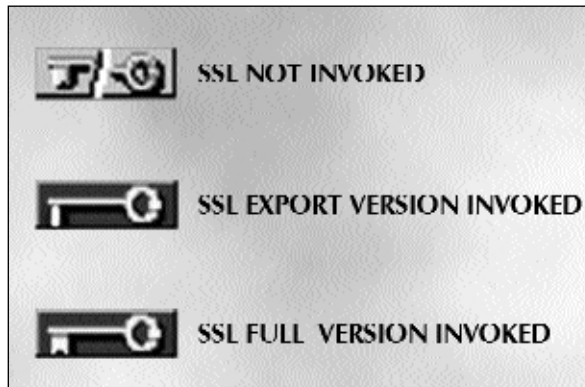 SSL NOT INVOKED
SSL EXPORT VERSION INVOKED
SSL FULL VERSION INVOKED